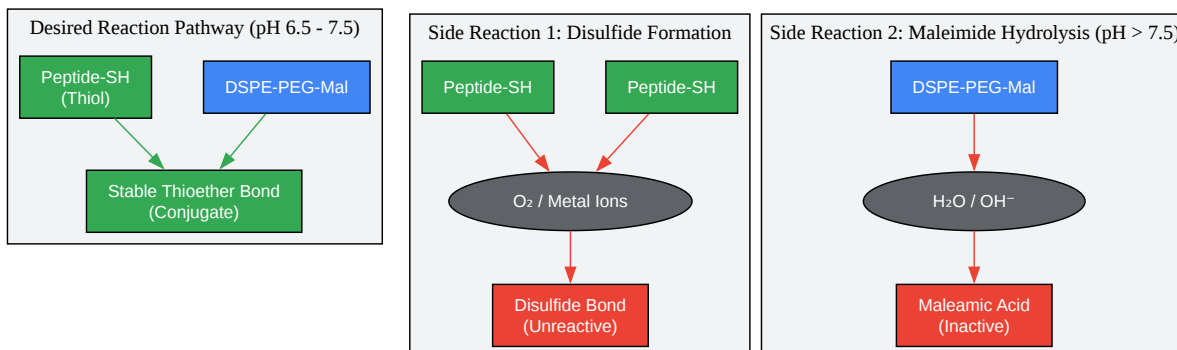 Desired Reaction Pathway (pH 6.5 - 7.5)
Peptide-SH
(Thiol)
DSPE-PEG-Mal
Stable Thioether Bond
(Conjugate)
Side Reaction 1: Disulfide Formation
Peptide-SH
Peptide-SH
O₂ / Metal Ions
Disulfide Bond
(Unreactive)
Side Reaction 2: Maleimide Hydrolysis (pH > 7.5)
DSPE-PEG-Mal
H₂O / OH⁻
Maleamic Acid
(Inactive)